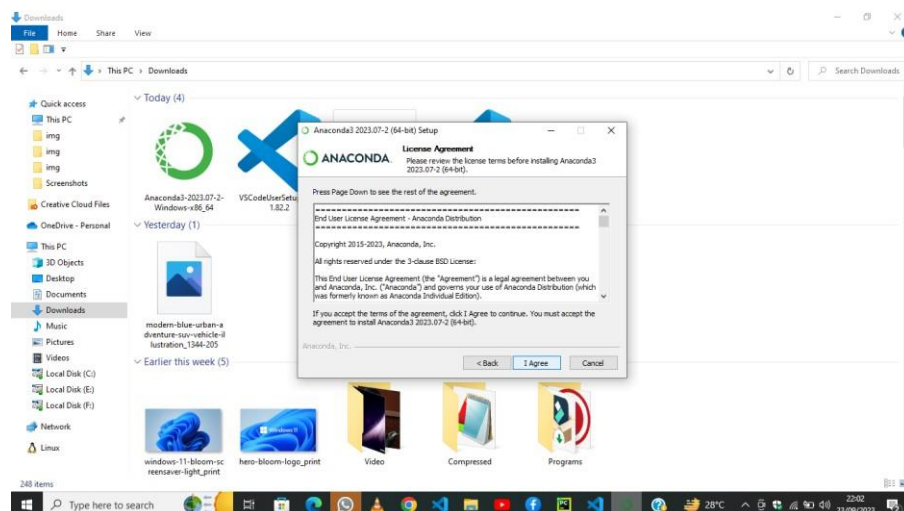 Downloads
File Home Share View
This PC › Downloads
Search Downloads
Quick access
This PC
img
img
img
Screenshots
Creative Cloud Files
OneDrive - Personal
This PC
3D Objects
Desktop
Documents
Downloads
Music
Pictures
Videos
Local Disk (C:)
Local Disk (E:)
Local Disk (F:)
Network
Linux
Today (4)
Anaconda3-2023.07-2-
Windows-x86_64
VSCodeUserSetu
1.82.2
Yesterday (1)
modern-blue-urban-a
dventure-suv-vehicle-il
lustration_1344-205
Earlier this week (5)
windows-11-bloom-sc
reensaver-light_print
hero-bloom-logo_print
Video
Compressed
Programs
Anaconda3 2023.07-2 (64-bit) Setup
ANACONDA.
License Agreement
Please review the license terms before installing Anaconda3
2023.07-2 (64-bit).
Press Page Down to see the rest of the agreement.
End User License Agreement - Anaconda Distribution
Copyright 2015-2023, Anaconda, Inc.
All rights reserved under the 3-clause BSD License:
This End User License Agreement (the "Agreement") is a legal agreement between you
and Anaconda, Inc. ("Anaconda") and governs your use of Anaconda Distribution (which
was formerly known as Anaconda Individual Edition).
If you accept the terms of the agreement, click I Agree to continue. You must accept the
agreement to install Anaconda3 2023.07-2 (64-bit).
Anaconda, Inc.
< Back I Agree Cancel
248 items
Type here to search
28°C
22:02